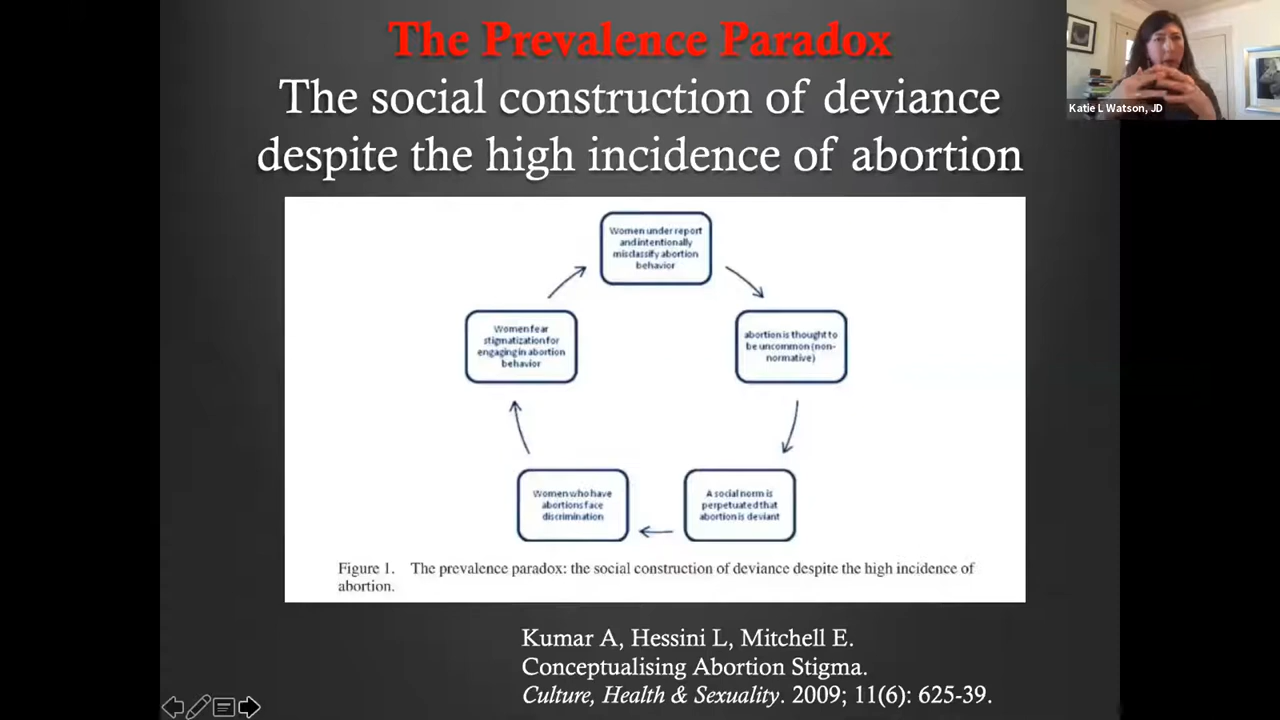 The Prevalence Paradox
The social construction of deviance
despite the high incidence of abortion
Katie L Watson, JD
Women under report
and intentionally
misclassify abortion
behavior
abortion is thought to
be uncommon (non-
normative)
A social norm is
perpetuated that
abortion is deviant
Women who have
abortions face
discrimination
Women fear
stigmatization for
engaging in abortion
behavior
Figure 1. The prevalence paradox: the social construction of deviance despite the high incidence of
abortion.
Kumar A, Hessini L, Mitchell E.
Conceptualising Abortion Stigma.
Culture, Health & Sexuality. 2009; 11(6): 625-39.